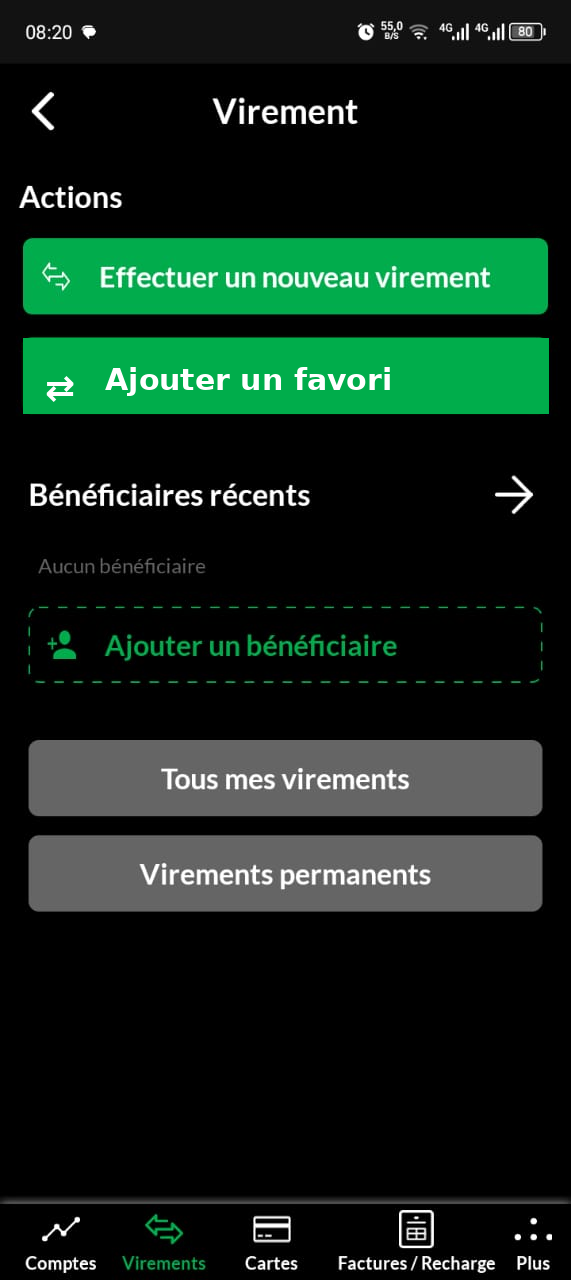 08:20 55,0 B/S 4G 4G 80
Virement
Actions
Effectuer un nouveau virement
Ajouter un favori
Bénéficiaires récents
Aucun bénéficiaire
Ajouter un bénéficiaire
Tous mes virements
Virements permanents
Comptes Virements Cartes Factures / Recharge Plus